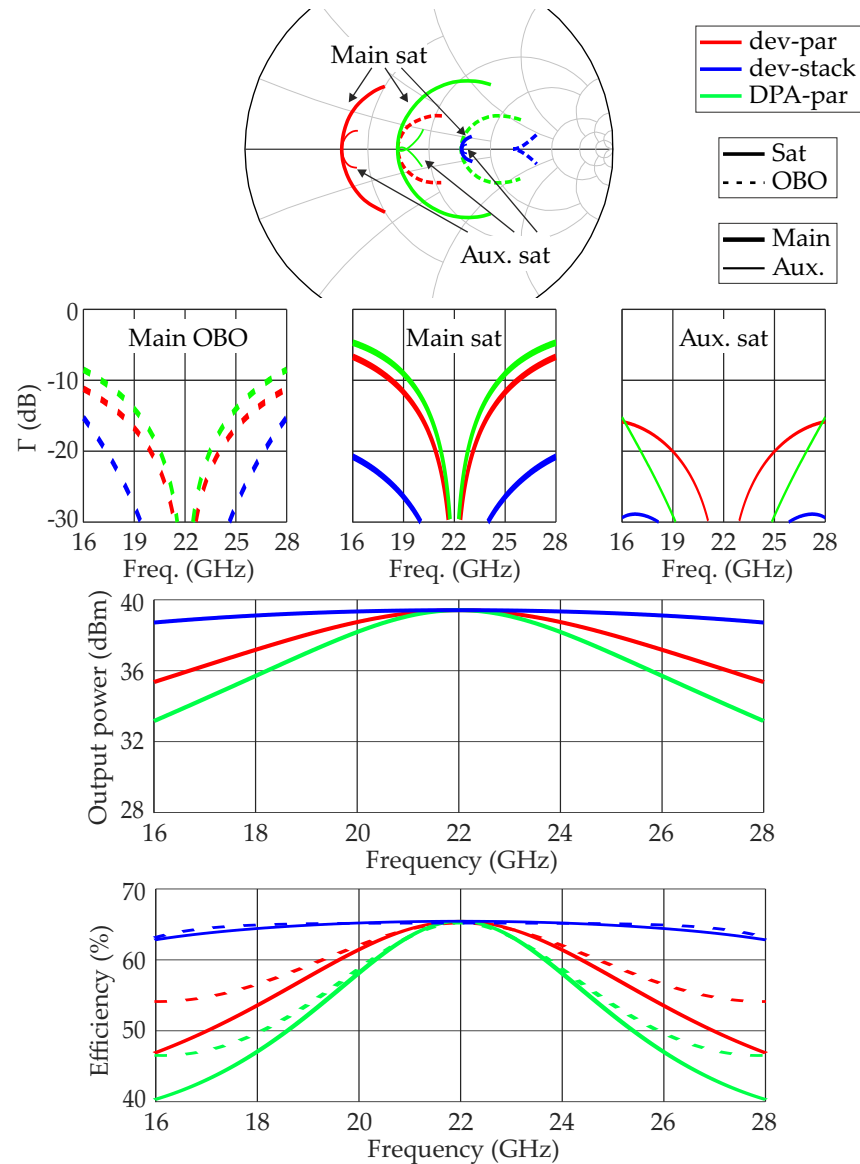 Main sat
Aux. sat
dev-par
dev-stack
DPA-par
Sat
OBO
Main
Aux.
Main OBO
Main sat
Aux. sat
Γ (dB)
0
-10
-20
-30
16 19 22 25 28
16 19 22 25 28
16 19 22 25 28
Freq. (GHz)
Freq. (GHz)
Freq. (GHz)
Output power (dBm)
40
36
32
28
16 18 20 22 24 26 28
Frequency (GHz)
Efficiency (%)
70
60
50
40
16 18 20 22 24 26 28
Frequency (GHz)